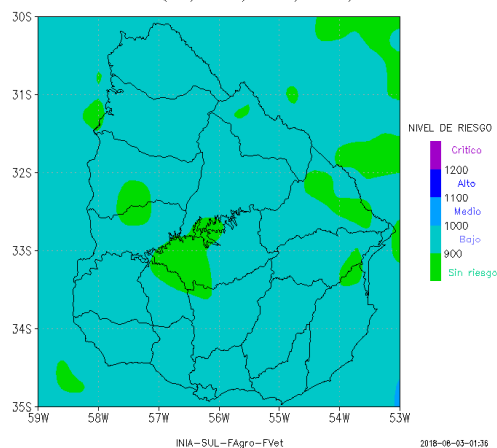 30S
31S
32S
33S
34S
35S
59W 58W 57W 56W 55W 54W 53W
NIVEL DE RIESGO
Crítico
1200
Alto
1100
Medio
1000
Bajo
900
Sin riesgo
INIA-SUL-FAgro-FVet
2018-06-03-01:36